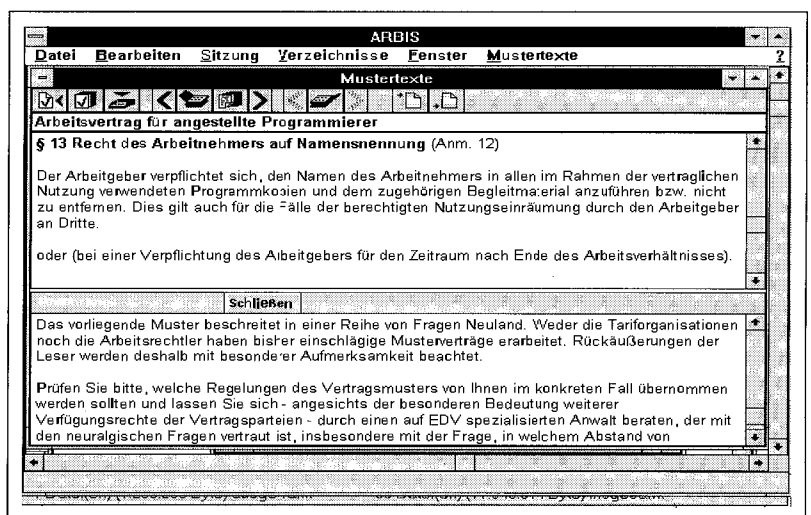 ARBIS
Datei Bearbeiten Sitzung Verzeichnisse Fenster Mustertexte ?
Mustertexte
Arbeitsvertrag für angestellte Programmierer
§ 13 Recht des Arbeitnehmers auf Namensnennung (Anm. 12)
Der Arbeitgeber verpflichtet sich, den Namen des Arbeitnehmers in allen im Rahmen der vertraglichen
Nutzung verwendeten Programmkopien und dem zugehörigen Begleitmaterial anzuführen bzw. nicht
zu entfernen. Dies gilt auch für die Fälle der berechtigten Nutzungseinräumung durch den Arbeitgeber
an Dritte.
oder (bei einer Verpflichtung des Arbeitgebers für den Zeitraum nach Ende des Arbeitsverhältnisses).
Schließen
Das vorliegende Muster beschreitet in einer Reihe von Fragen Neuland. Weder die Tariforganisationen
noch die Arbeitsrechtler haben bisher einschlägige Musterverträge erarbeitet. Rückäußerungen der
Leser werden deshalb mit besonderer Aufmerksamkeit beachtet.
Prüfen Sie bitte, welche Regelungen des Vertragsmusters von Ihnen im konkreten Fall übernommen
werden sollten und lassen Sie sich - angesichts der besonderen Bedeutung weiterer
Verfügungsrechte der Vertragsparteien - durch einen auf EDV spezialisierten Anwalt beraten, der mit
den neuralgischen Fragen vertraut ist, insbesondere mit der Frage, in welchem Abstand von